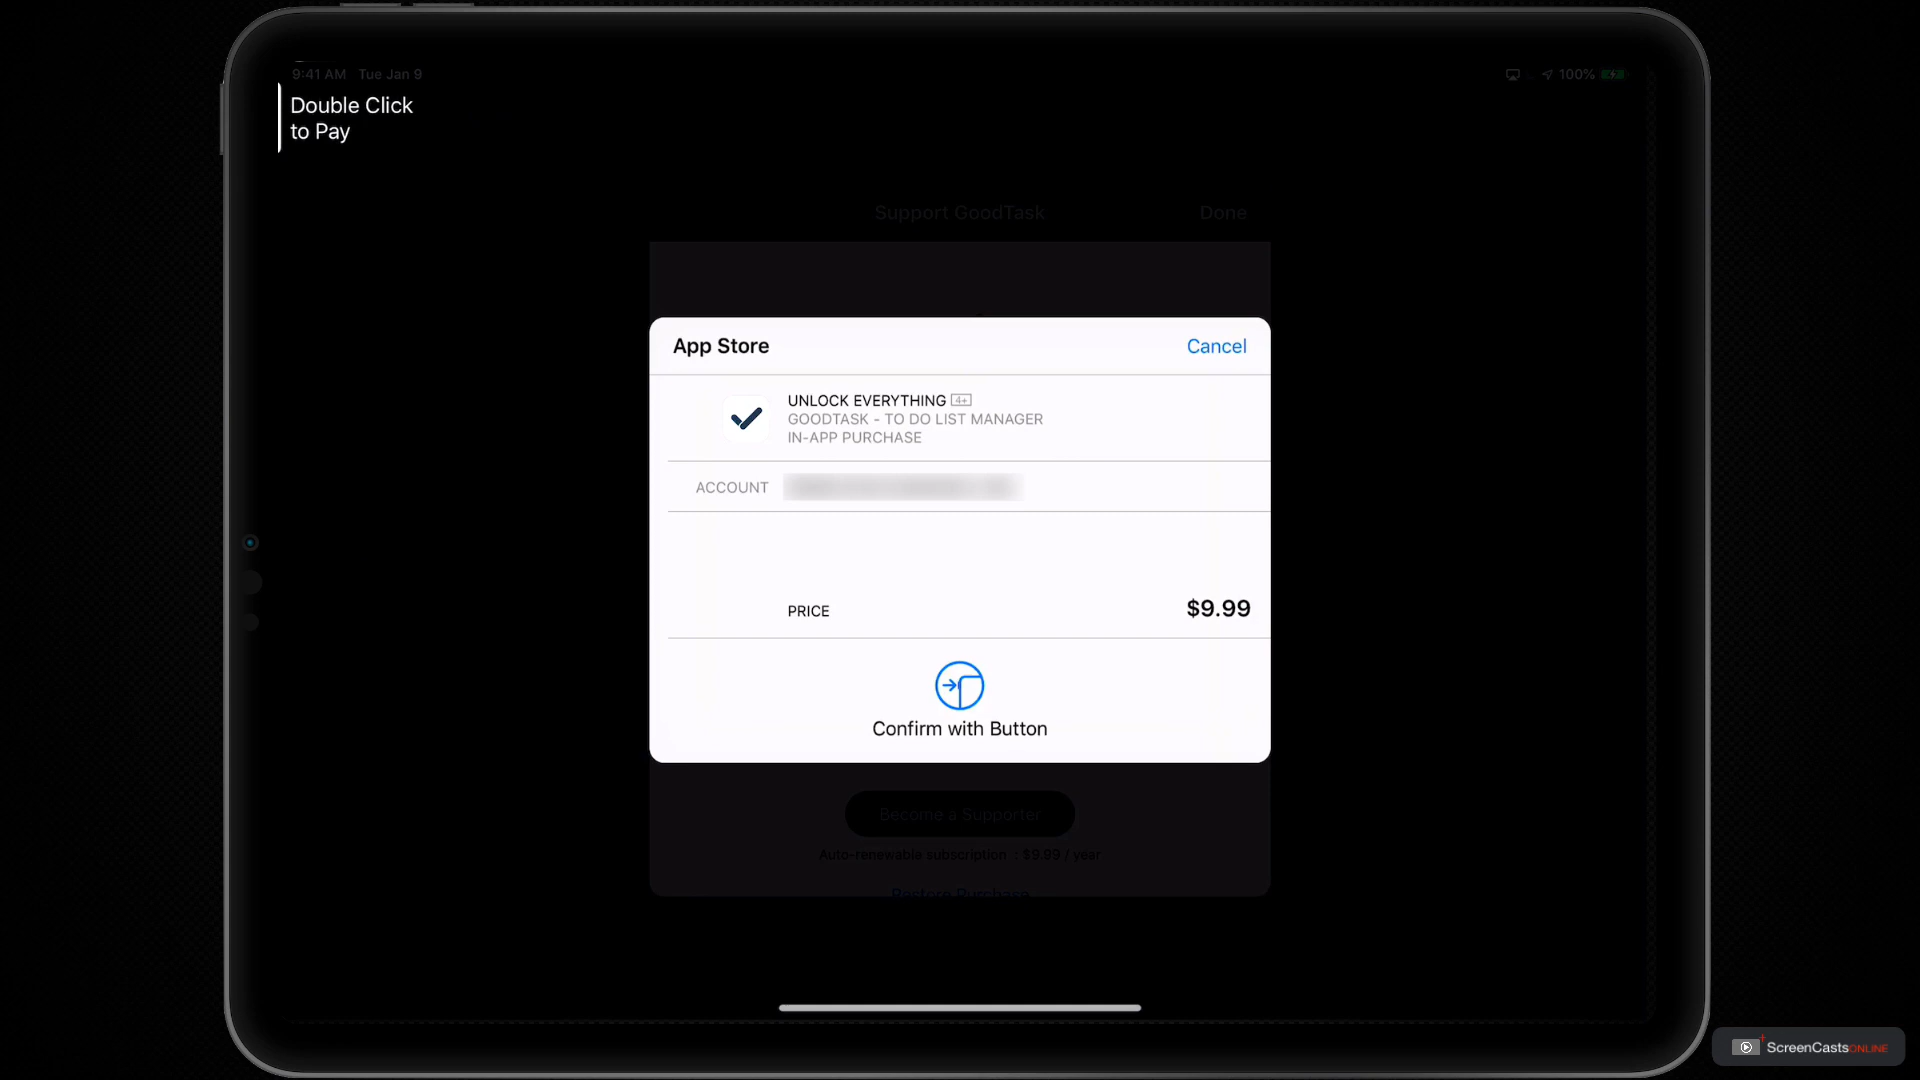 9:41 AM Tue Jan 9
100%
Double Click
to Pay
Support GoodTask
Done
App Store
Cancel
UNLOCK EVERYTHING 4+
GOODTASK - TO DO LIST MANAGER
IN-APP PURCHASE
ACCOUNT
PRICE
$9.99
Confirm with Button
Become a Supporter
Auto-renewable subscription : $9.99 / year
Restore Purchase
ScreenCastsONLINE